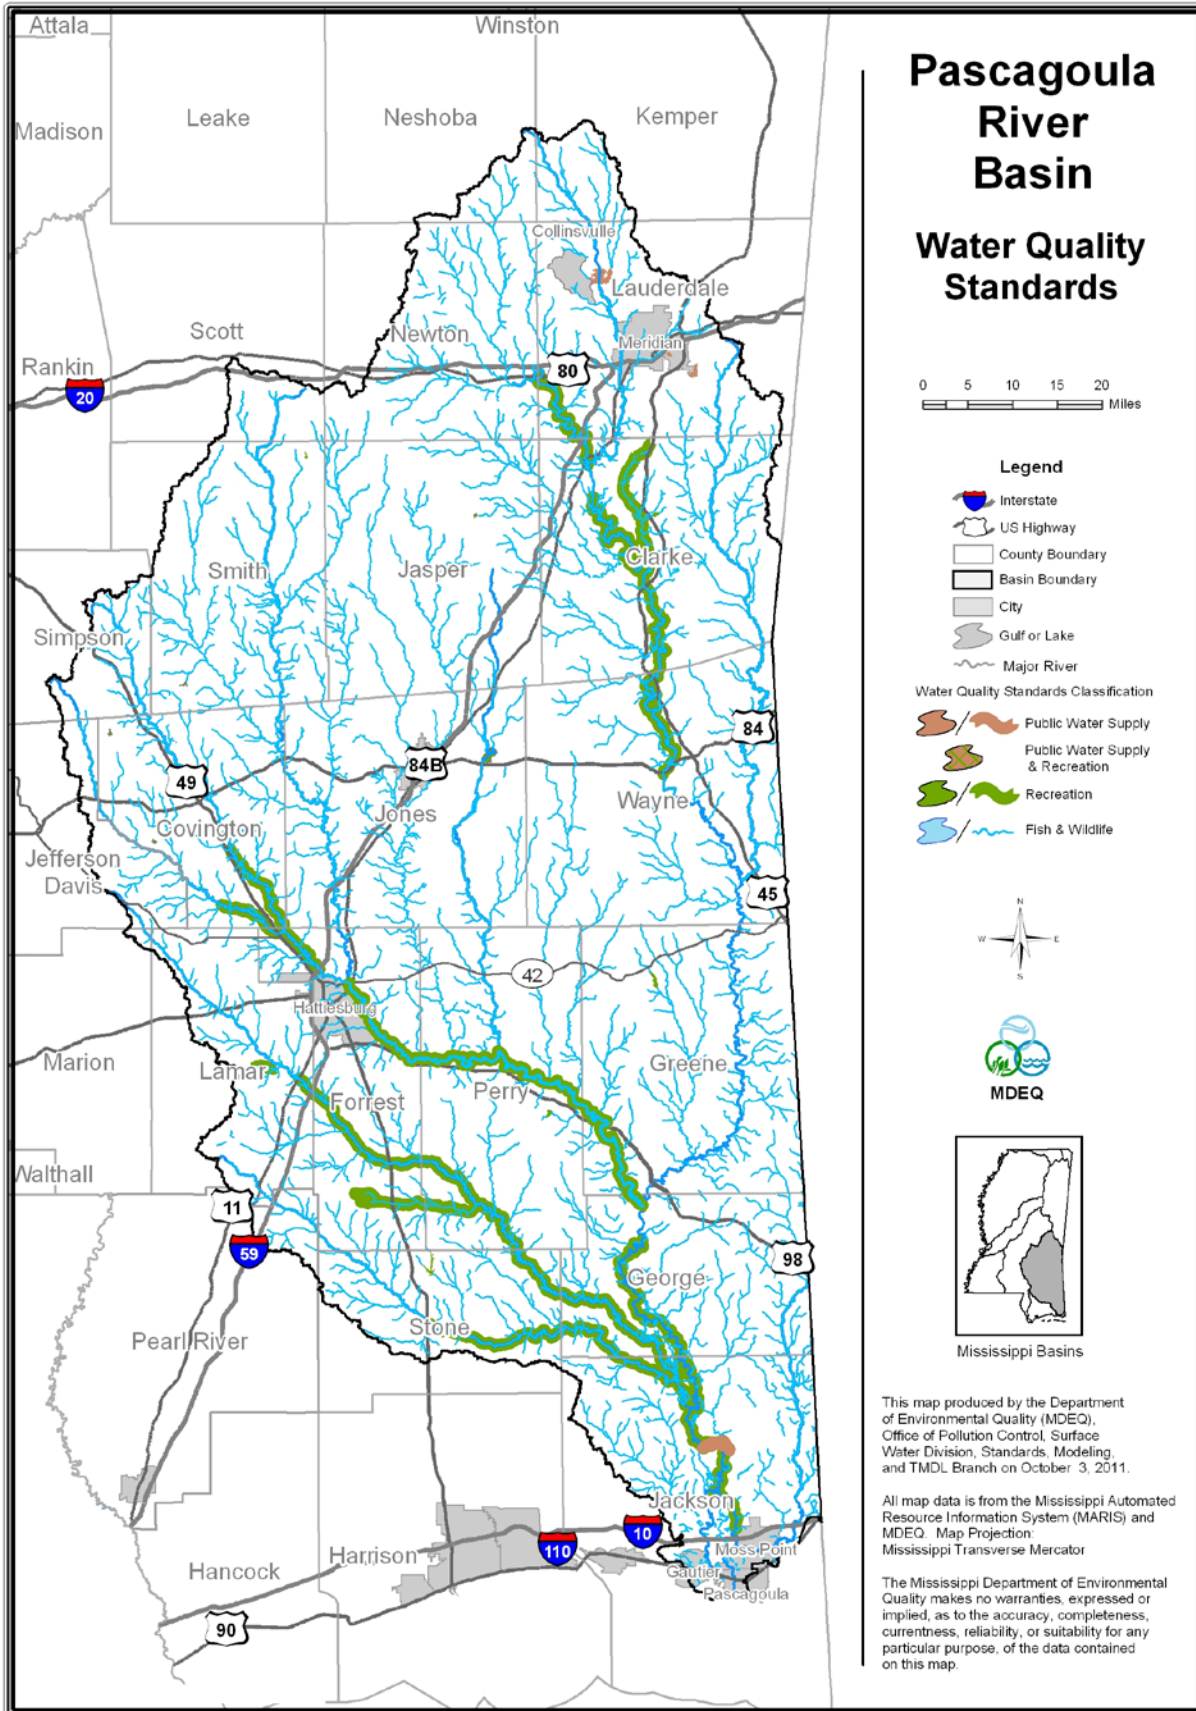 Attala
Winston
Madison
Leake
Neshoba
Kemper
Collinsvulle
Lauderdale
Scott
Newton
Meridian
Rankin
80
20
Clarke
Smith
Jasper
Simpson
84
84B
49
Wayne
Jones
Covington
Jefferson
Davis
45
42
Hattiesburg
Marion
Lamar
Greene
Perry
Forrest
Walthall
11
59
98
George
Stone
Pearl River
Jackson
10
110
Moss Point
Harrison
Hancock
Gautier
Pascagoula
90
Pascagoula
River
Basin
Water Quality
Standards
0 5 10 15 20
Miles
Legend
Interstate
US Highway
County Boundary
Basin Boundary
City
Gulf or Lake
Major River
Water Quality Standards Classification
Public Water Supply
Public Water Supply
& Recreation
Recreation
Fish & Wildlife
N
W E
S
MDEQ
Mississippi Basins
This map produced by the Department
of Environmental Quality (MDEQ),
Office of Pollution Control, Surface
Water Division, Standards, Modeling,
and TMDL Branch on October 3, 2011.
All map data is from the Mississippi Automated
Resource Information System (MARIS) and
MDEQ. Map Projection:
Mississippi Transverse Mercator
The Mississippi Department of Environmental
Quality makes no warranties, expressed or
implied, as to the accuracy, completeness,
currentness, reliability, or suitability for any
particular purpose, of the data contained
on this map.